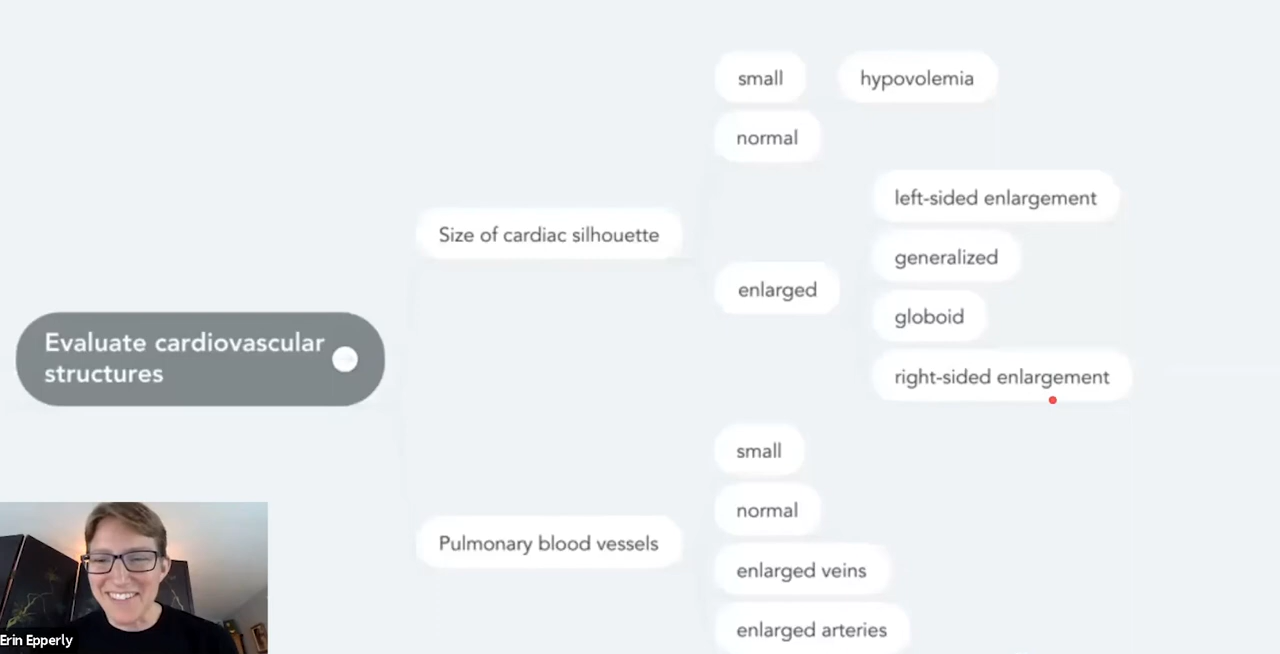 small
hypovolemia
normal
left-sided enlargement
Size of cardiac silhouette
generalized
enlarged
globoid
Evaluate cardiovascular
structures
right-sided enlargement
small
normal
Pulmonary blood vessels
enlarged veins
enlarged arteries
Erin Epperly